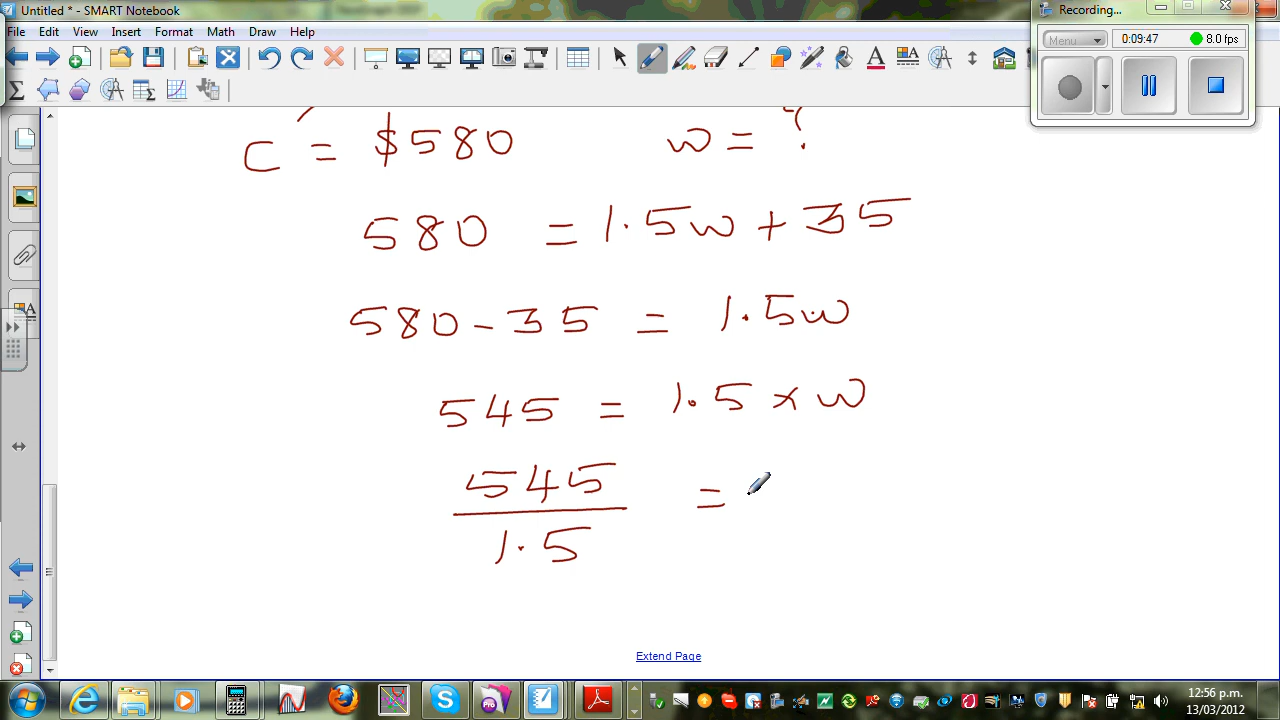 Untitled * - SMART Notebook
File Edit View Insert Format Math Draw Help
Recording...
Menu 0:09:47 8.0 fps
C = $580 w = ?
580 = 1.5w + 35
580 - 35 = 1.5w
545 = 1.5 × w
545
1.5
=
Extend Page
12:56 p.m.
13/03/2012